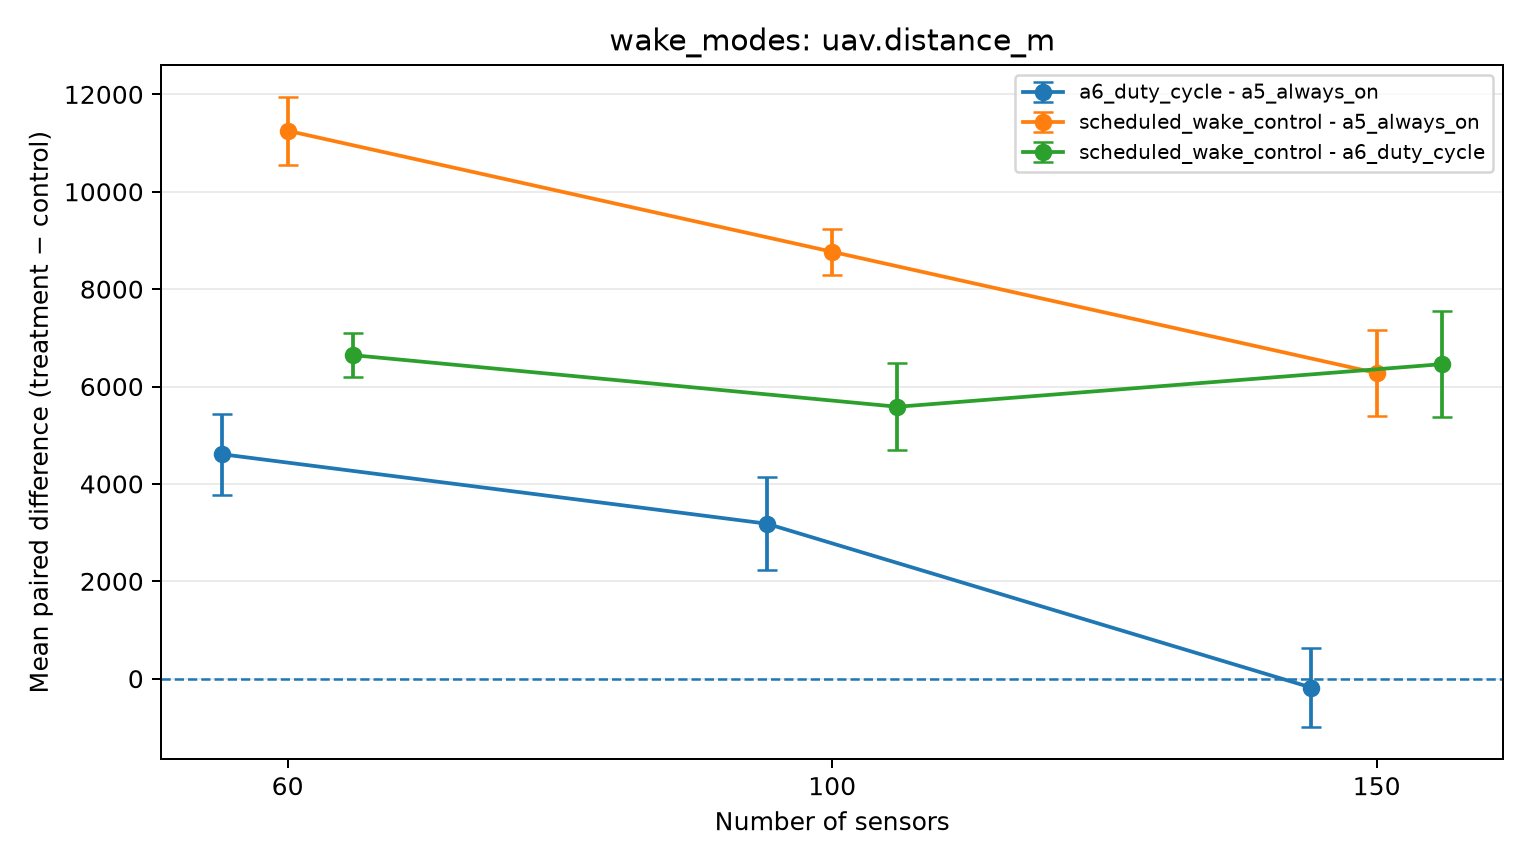 wake_modes: uav.distance_m
Mean paired difference (treatment − control)
12000
10000
8000
6000
4000
2000
0
a6_duty_cycle - a5_always_on
scheduled_wake_control - a5_always_on
scheduled_wake_control - a6_duty_cycle
60
100
150
Number of sensors